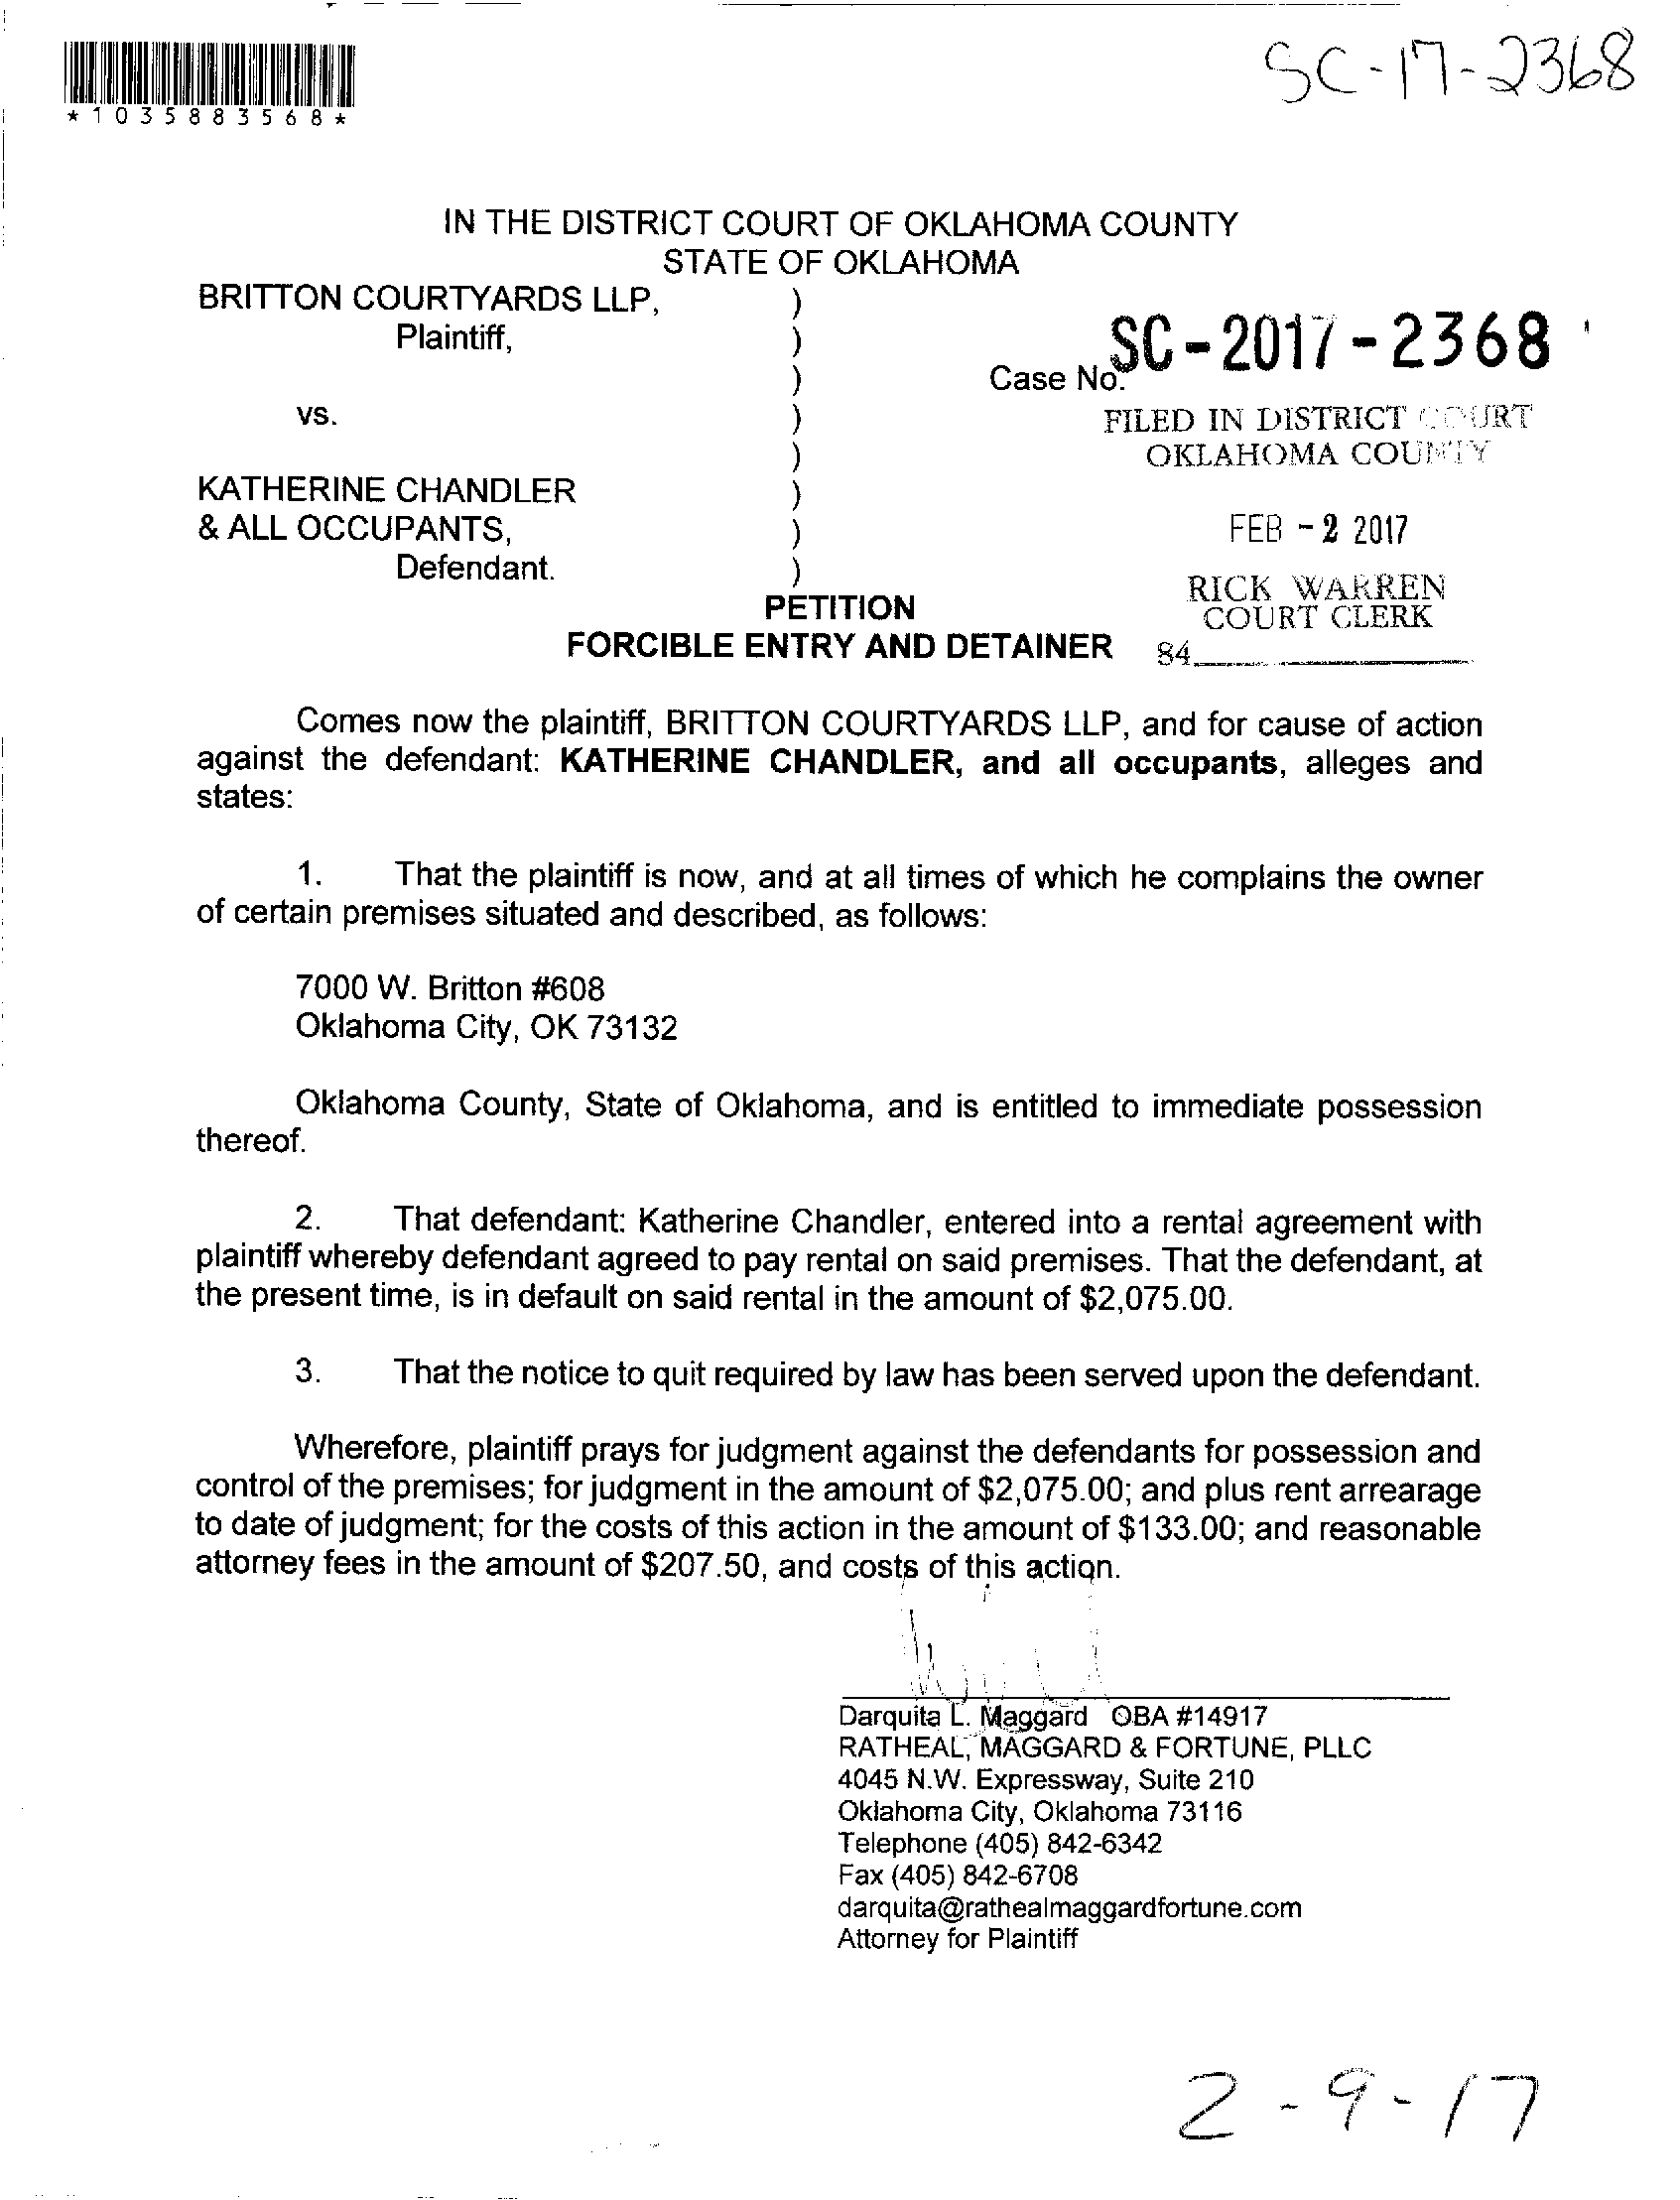 SC-17-2368
*1035883568*
IN THE DISTRICT COURT OF OKLAHOMA COUNTY
STATE OF OKLAHOMA
BRITTON COURTYARDS LLP, )
Plaintiff, )
)
Case No. SC-2017-2368
vs. )
FILED IN DISTRICT COURT
OKLAHOMA COUNTY
)
KATHERINE CHANDLER )
& ALL OCCUPANTS, )
FEB -2 2017
Defendant. )
RICK WARREN
COURT CLERK
84
PETITION
FORCIBLE ENTRY AND DETAINER
Comes now the plaintiff, BRITTON COURTYARDS LLP, and for cause of action
against the defendant: KATHERINE CHANDLER, and all occupants, alleges and
states:
1. That the plaintiff is now, and at all times of which he complains the owner
of certain premises situated and described, as follows:
7000 W. Britton #608
Oklahoma City, OK 73132
Oklahoma County, State of Oklahoma, and is entitled to immediate possession
thereof.
2. That defendant: Katherine Chandler, entered into a rental agreement with
plaintiff whereby defendant agreed to pay rental on said premises. That the defendant, at
the present time, is in default on said rental in the amount of $2,075.00.
3. That the notice to quit required by law has been served upon the defendant.
Wherefore, plaintiff prays for judgment against the defendants for possession and
control of the premises; for judgment in the amount of $2,075.00; and plus rent arrearage
to date of judgment; for the costs of this action in the amount of $133.00; and reasonable
attorney fees in the amount of $207.50, and costs of this action.
Darquita L. Maggard OBA #14917
RATHEAL, MAGGARD & FORTUNE, PLLC
4045 N.W. Expressway, Suite 210
Oklahoma City, Oklahoma 73116
Telephone (405) 842-6342
Fax (405) 842-6708
darquita@rathealmaggardfortune.com
Attorney for Plaintiff
2-9-17